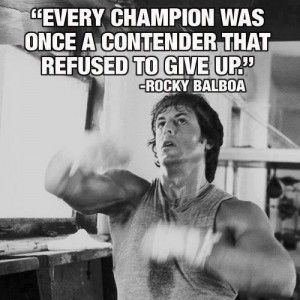 “EVERY CHAMPION WAS
ONCE A CONTENDER THAT
REFUSED TO GIVE UP.”
-ROCKY BALBOA